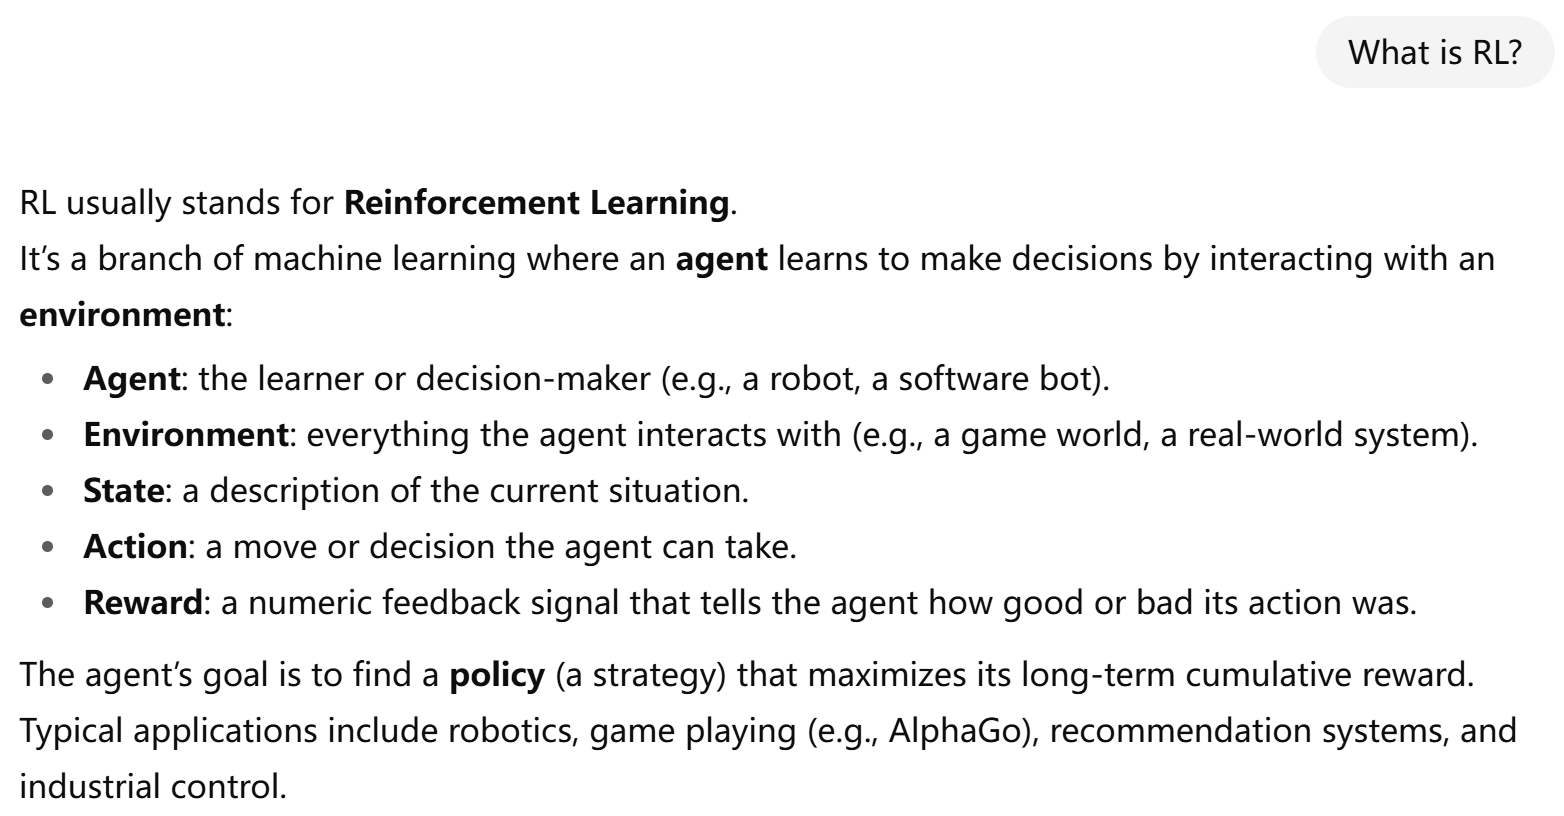 What is RL?
RL usually stands for Reinforcement Learning.
It’s a branch of machine learning where an agent learns to make decisions by interacting with an
environment:
• Agent: the learner or decision-maker (e.g., a robot, a software bot).
• Environment: everything the agent interacts with (e.g., a game world, a real-world system).
• State: a description of the current situation.
• Action: a move or decision the agent can take.
• Reward: a numeric feedback signal that tells the agent how good or bad its action was.
The agent’s goal is to find a policy (a strategy) that maximizes its long-term cumulative reward.
Typical applications include robotics, game playing (e.g., AlphaGo), recommendation systems, and
industrial control.